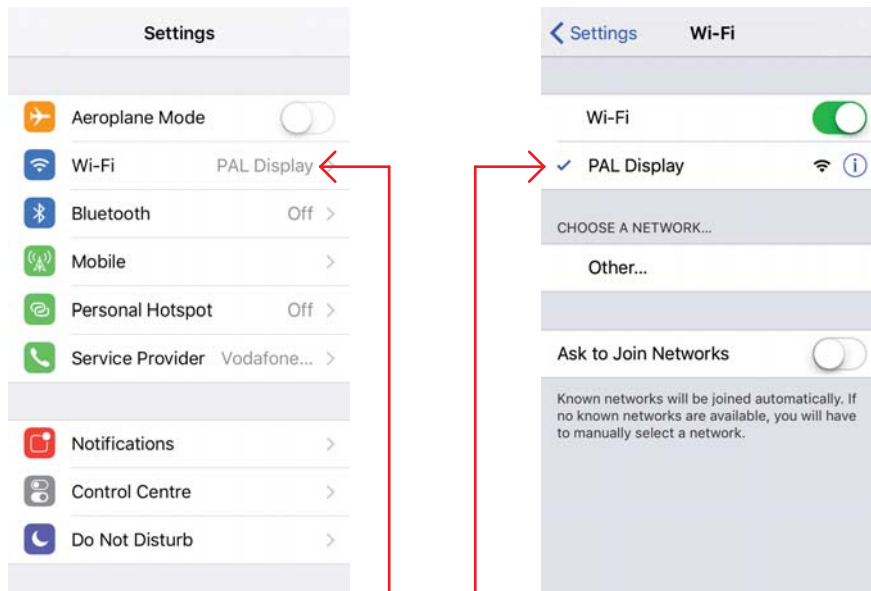 Settings
Aeroplane Mode
Wi-Fi PAL Display
Bluetooth Off
Mobile
Personal Hotspot Off
Service Provider Vodafone...
Notifications
Control Centre
Do Not Disturb
Settings Wi-Fi
Wi-Fi
PAL Display
CHOOSE A NETWORK...
Other...
Ask to Join Networks
Known networks will be joined automatically. If
no known networks are available, you will have
to manually select a network.